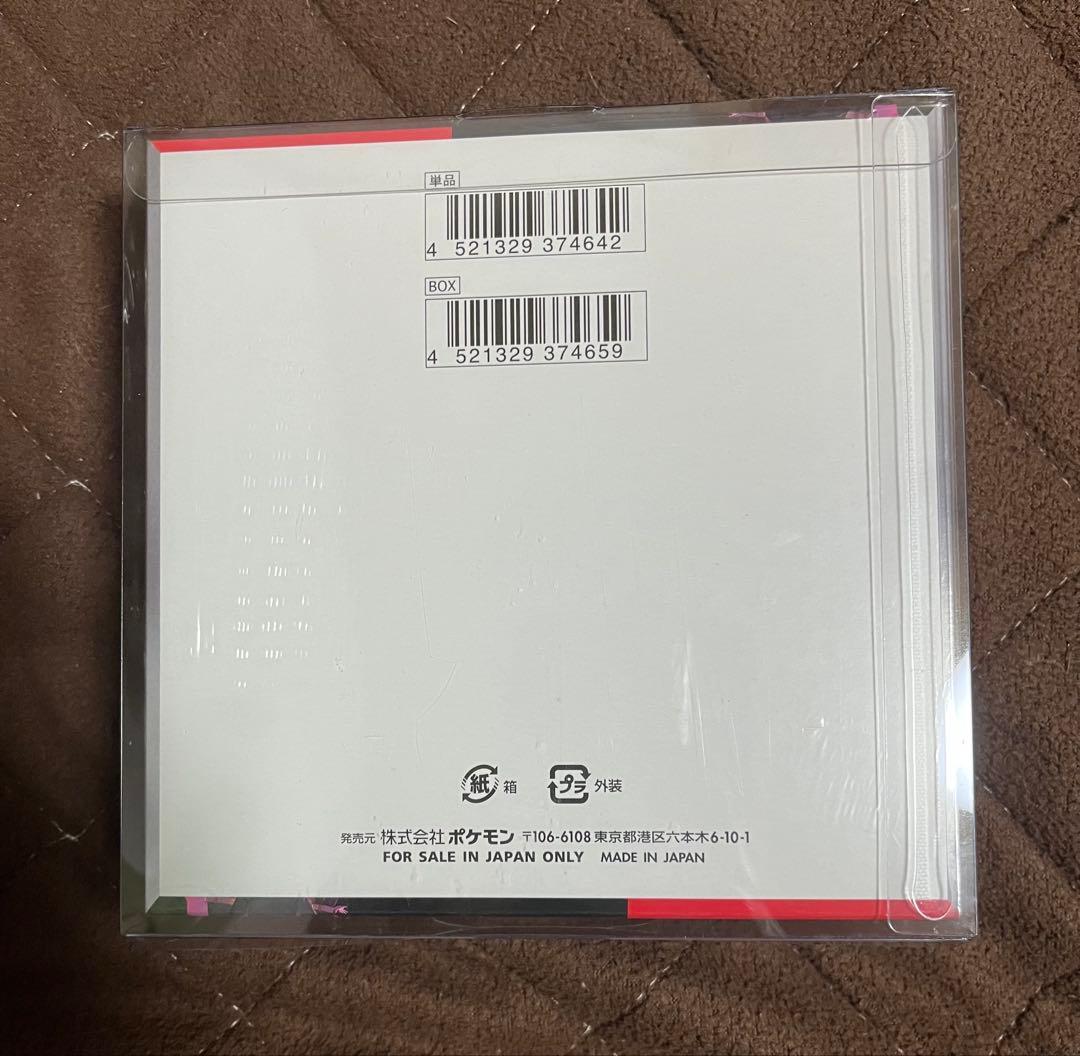 単品
4 521329 374642
BOX
4 521329 374659
紙 箱 プラ 外装
発売元 株式会社 ポケモン 〒106-6108 東京都港区六本木6-10-1
FOR SALE IN JAPAN ONLY MADE IN JAPAN